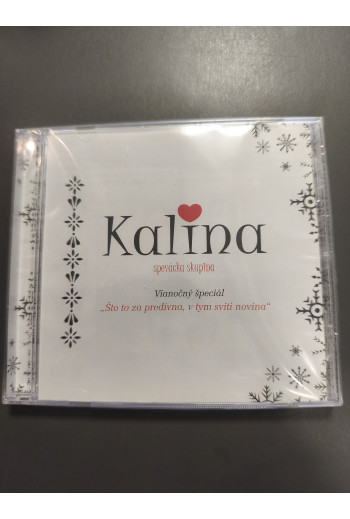 Kalina
spevácka skupina
Vianočný špeciál
„Što to za predivna, v tym sviti novina“